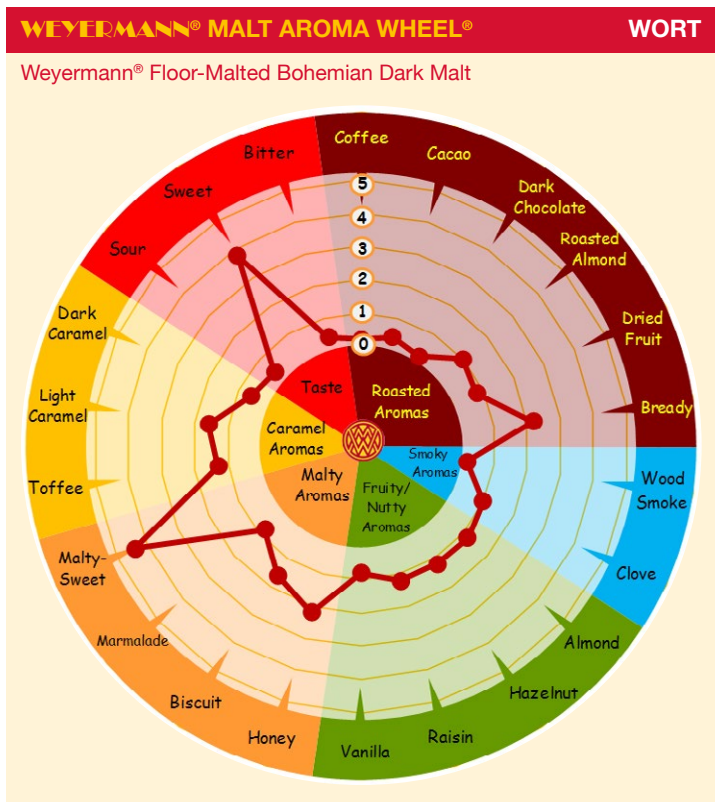 WEYERMANN® MALT AROMA WHEEL®
WORT
Weyermann® Floor-Malted Bohemian Dark Malt
Coffee
Cacao
Dark
Chocolate
Roasted
Almond
Dried
Fruit
Bready
Wood
Smoke
Clove
Almond
Hazelnut
Raisin
Vanilla
Honey
Biscuit
Marmalade
Malty-
Sweet
Toffee
Light
Caramel
Dark
Caramel
Sour
Sweet
Bitter
5
4
3
2
1
0
Taste
Roasted
Aromas
Smoky
Aromas
Fruity/
Nutty
Aromas
Malty
Aromas
Caramel
Aromas